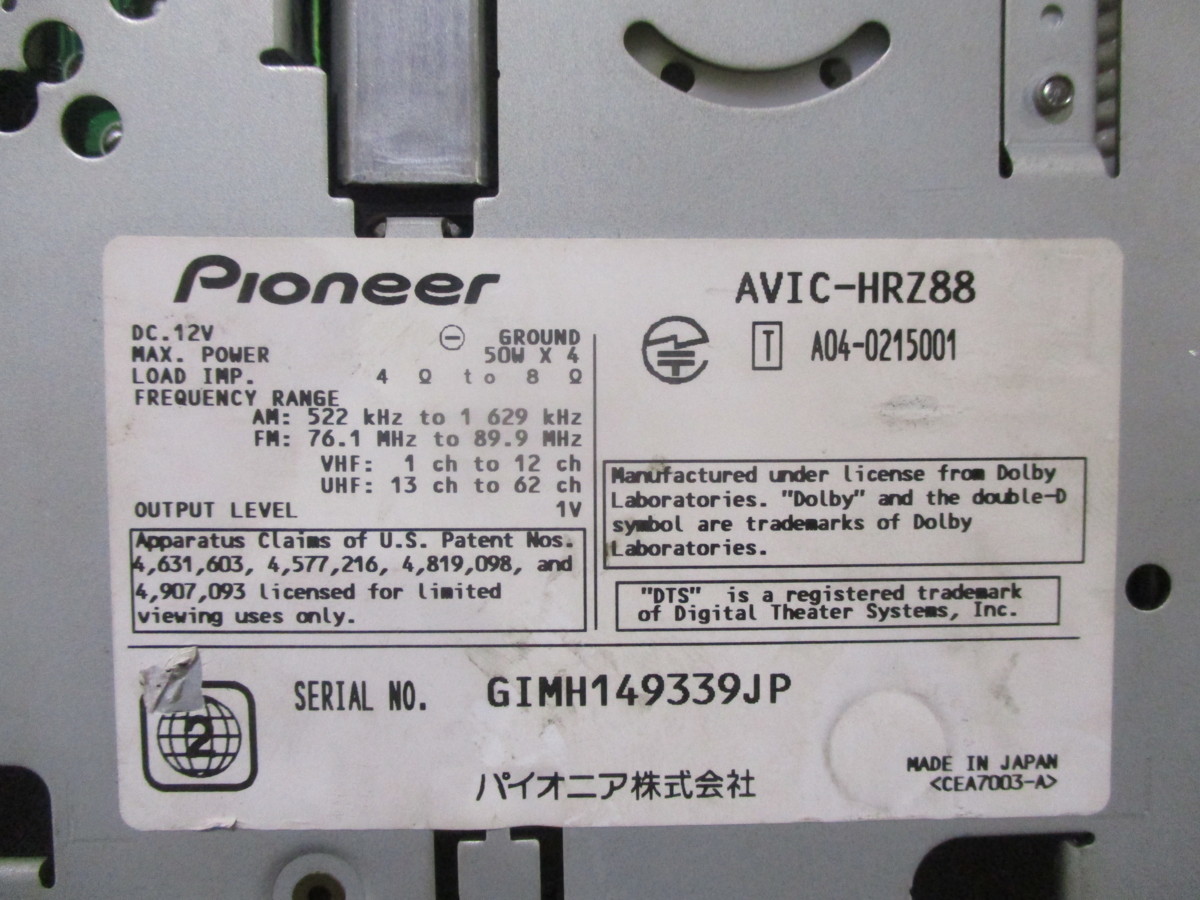 Pioneer
DC.12V ⊖ GROUND
MAX. POWER 50W X 4
LOAD IMP. 4 Ω to 8 Ω
FREQUENCY RANGE
AM: 522 kHz to 1 629 kHz
FM: 76.1 MHz to 89.9 MHz
VHF: 1 ch to 12 ch
UHF: 13 ch to 62 ch
OUTPUT LEVEL 1V
Apparatus Claims of U.S. Patent Nos.
4,631,603, 4,577,216, 4,819,098, and
4,907,093 licensed for limited
viewing uses only.
AVIC-HRZ88
T A04-0215001
Manufactured under license from Dolby
Laboratories. "Dolby" and the double-D
symbol are trademarks of Dolby
Laboratories.
"DTS" is a registered trademark
of Digital Theater Systems, Inc.
2
SERIAL NO. GIMH149339JP
パイオニア株式会社
MADE IN JAPAN
<CEA7003-A>